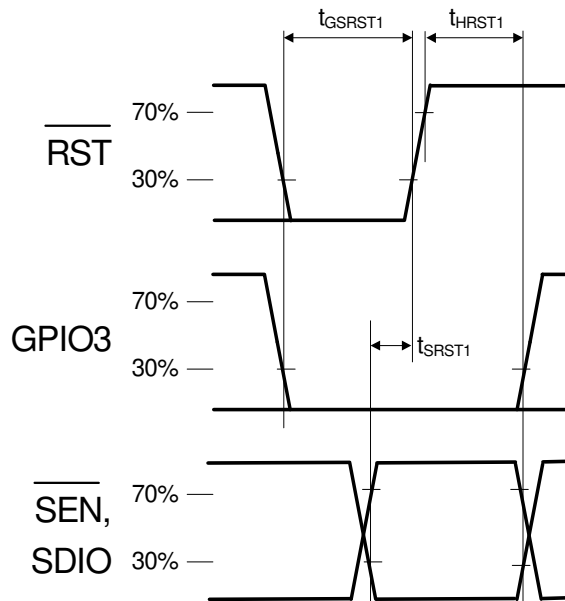 tGSRST1 tHRST1
70%
RST
30%
70%
GPIO3
30%
tSRST1
70%
SEN,
SDIO
30%